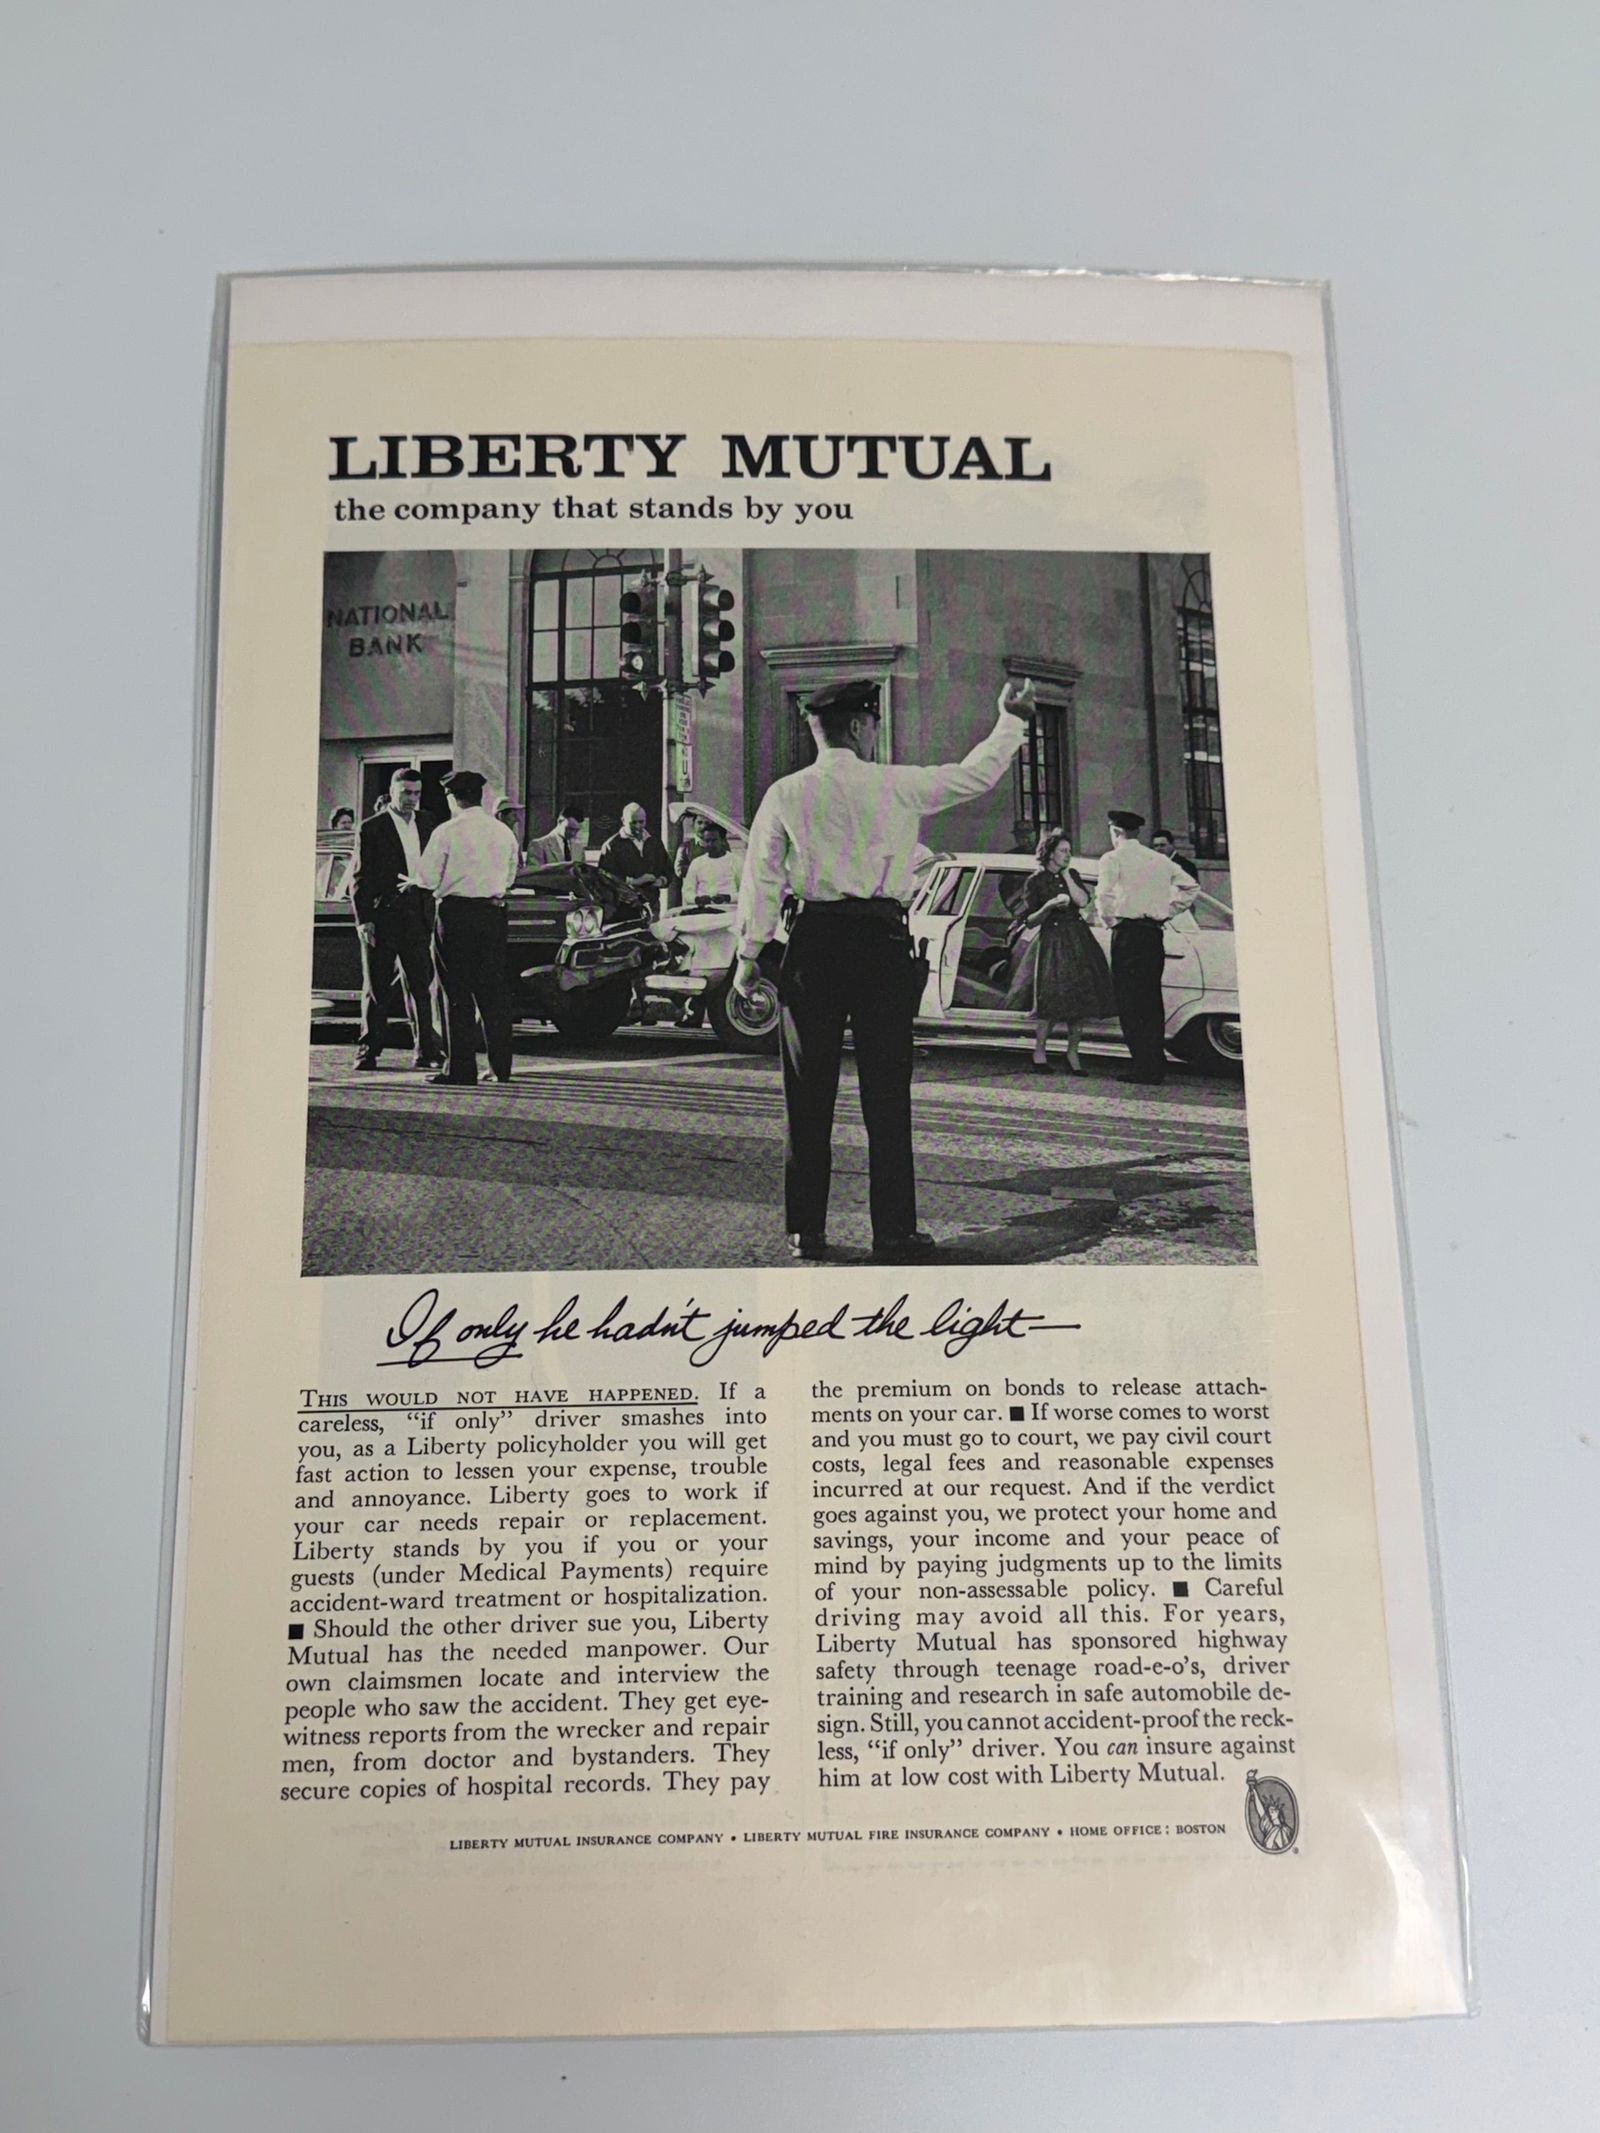 LIBERTY MUTUAL
the company that stands by you
NATIONAL
BANK
If only he hadn't jumped the light—
THIS WOULD NOT HAVE HAPPENED. If a
careless, “if only” driver smashes into
you, as a Liberty policyholder you will get
fast action to lessen your expense, trouble
and annoyance. Liberty goes to work if
your car needs repair or replacement.
Liberty stands by you if you or your
guests (under Medical Payments) require
accident-ward treatment or hospitalization.
■ Should the other driver sue you, Liberty
Mutual has the needed manpower. Our
own claimsmen locate and interview the
people who saw the accident. They get eye-
witness reports from the wrecker and repair
men, from doctor and bystanders. They
secure copies of hospital records. They pay
the premium on bonds to release attach-
ments on your car. ■ If worse comes to worst
and you must go to court, we pay civil court
costs, legal fees and reasonable expenses
incurred at our request. And if the verdict
goes against you, we protect your home and
savings, your income and your peace of
mind by paying judgments up to the limits
of your non-assessable policy. ■ Careful
driving may avoid all this. For years,
Liberty Mutual has sponsored highway
safety through teenage road-e-o’s, driver
training and research in safe automobile de-
sign. Still, you cannot accident-proof the reck-
less, “if only” driver. You can insure against
him at low cost with Liberty Mutual.
LIBERTY MUTUAL INSURANCE COMPANY • LIBERTY MUTUAL FIRE INSURANCE COMPANY • HOME OFFICE: BOSTON